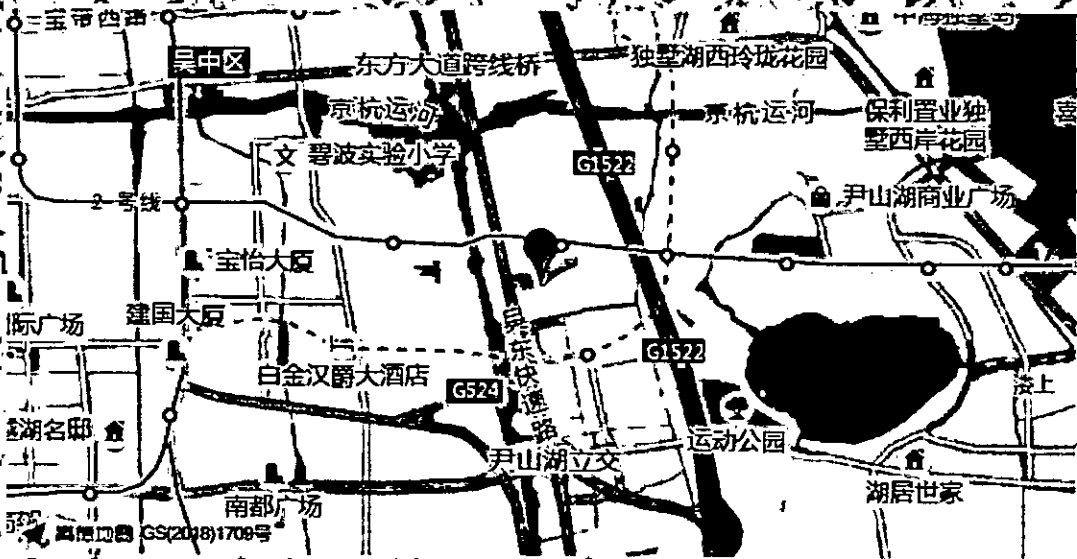 宝带西路
吴中区
东方大道跨线桥
独墅湖西玲珑花园
京杭运河
京杭运河
保利置业独
墅西岸花园
喜
碧波实验小学
G1522
尹山湖商业广场
2号线
宝怡大厦
建国大厦
际广场
吴东快速路
G1522
白金汉爵大酒店
G524
湖名邸
运动公园
尹山湖立交
湖居世家
南都广场
高德地图 GS(2018)1709号